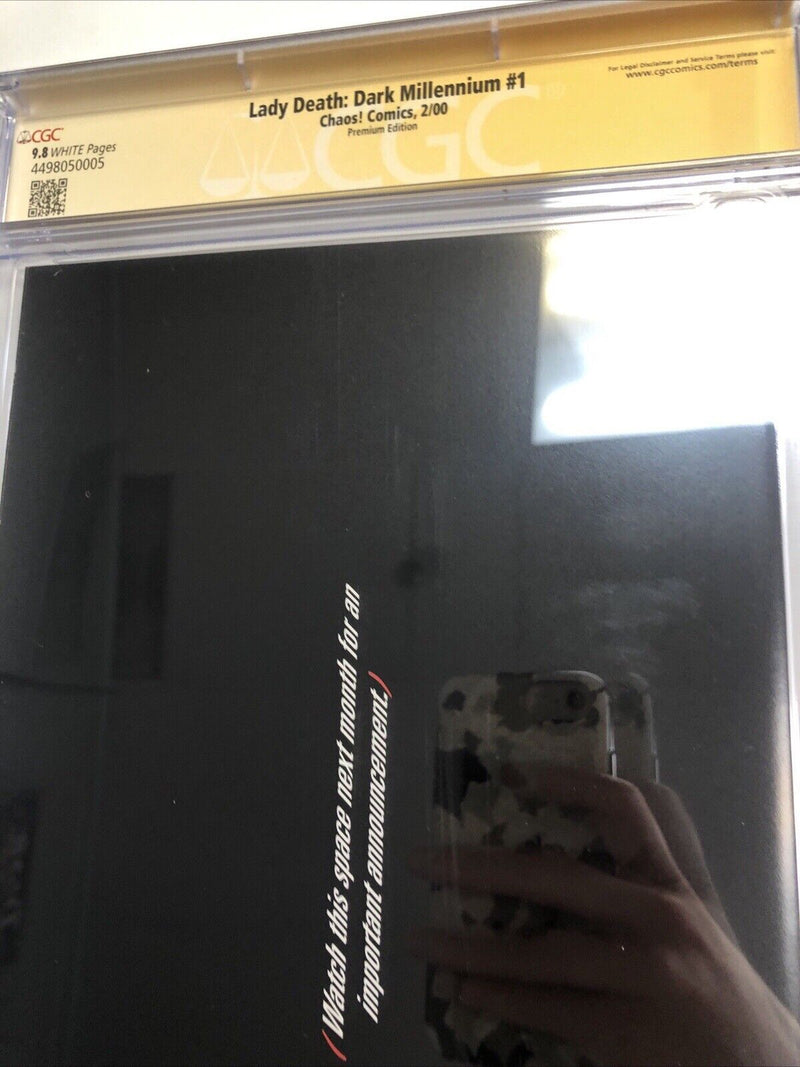 For Legal Disclaimer and Service Terms please visit:
www.cgccomics.com/terms
Lady Death: Dark Millennium #1
Chaos! Comics, 2/00
Premium Edition
CGC
9.8 WHITE Pages
4498050005
CGC
(Watch this space next month for an
important announcement.)